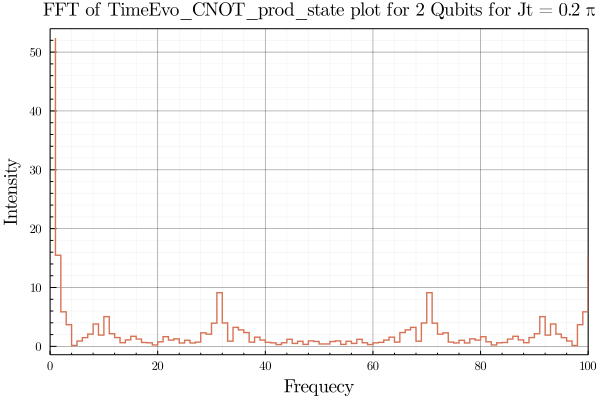 FFT of TimeEvo_CNOT_prod_state plot for 2 Qubits for Jt = 0.2 π
50
40
30
20
10
0
Intensity
0 20 40 60 80 100
Frequecy